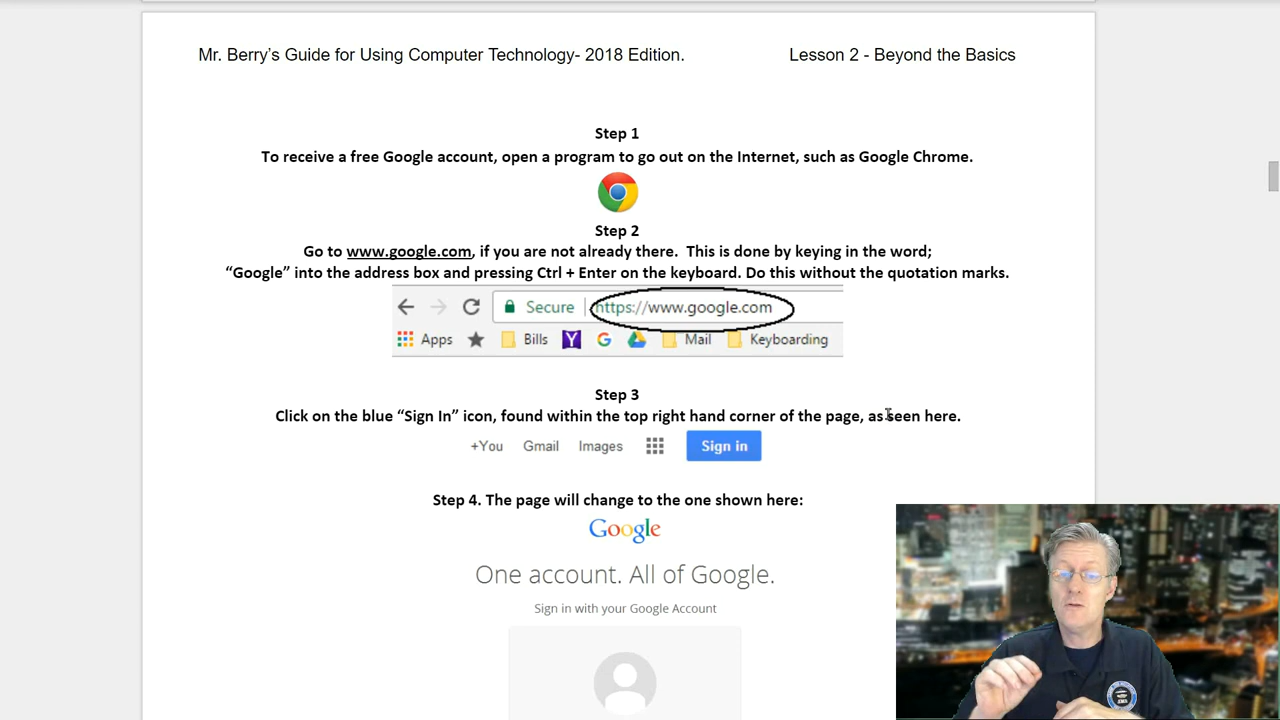 Mr. Berry's Guide for Using Computer Technology- 2018 Edition.
Lesson 2 - Beyond the Basics
Step 1
To receive a free Google account, open a program to go out on the Internet, such as Google Chrome.
Step 2
Go to www.google.com, if you are not already there.  This is done by keying in the word;
“Google” into the address box and pressing Ctrl + Enter on the keyboard. Do this without the quotation marks.
Secure https://www.google.com
Apps Bills Mail Keyboarding
Step 3
Click on the blue “Sign In” icon, found within the top right hand corner of the page, as seen here.
+You Gmail Images Sign in
Step 4. The page will change to the one shown here:
Google
One account. All of Google.
Sign in with your Google Account